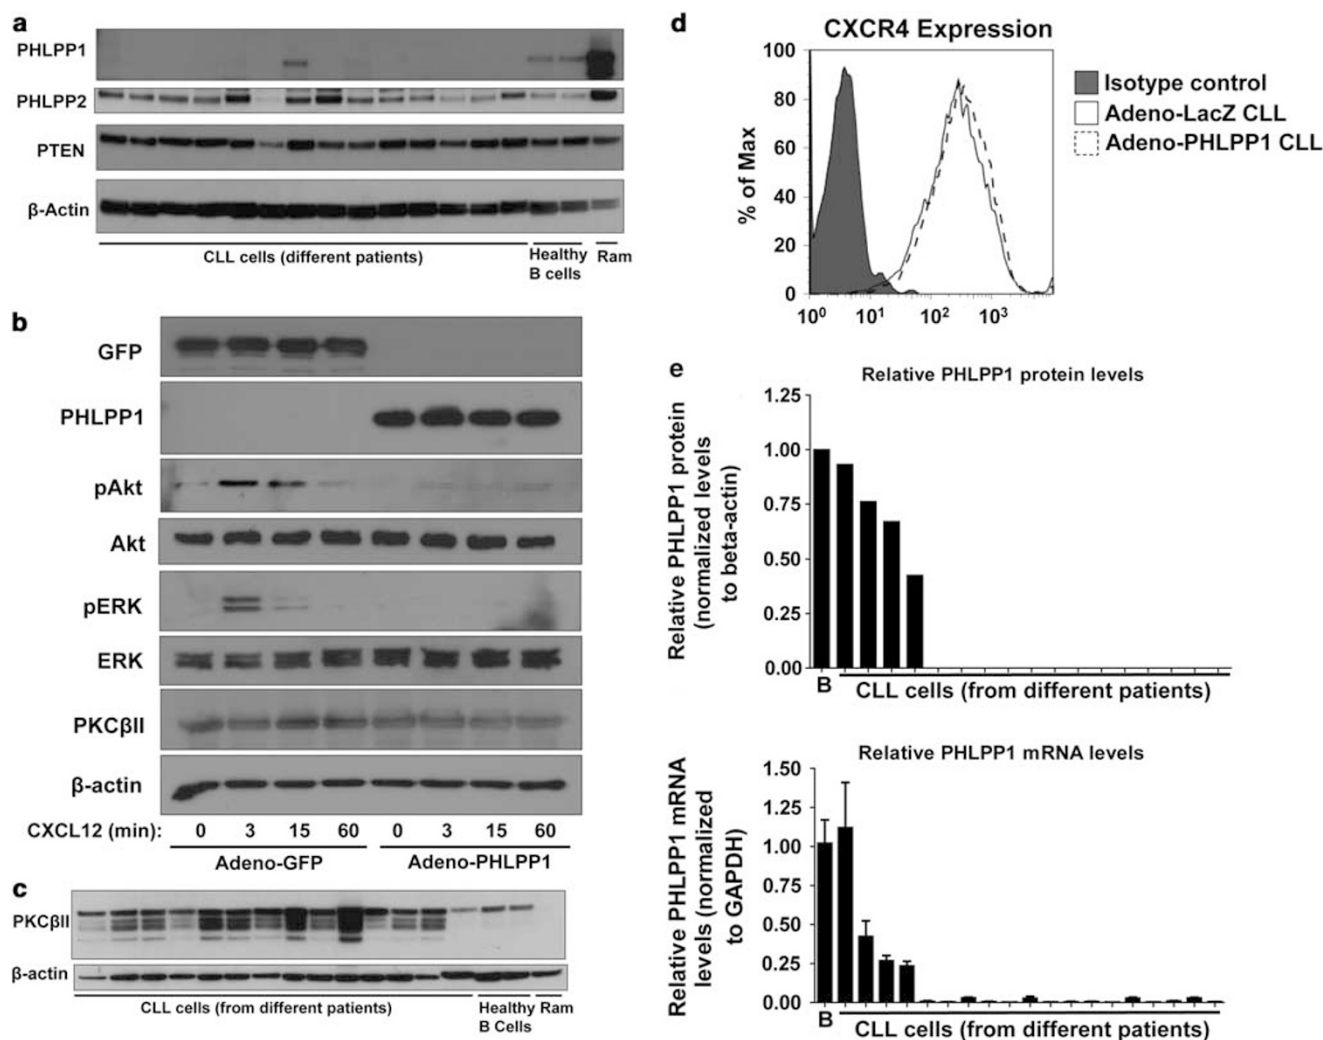 a
PHLPP1
PHLPP2
PTEN
β-Actin
CLL cells (different patients)
Healthy
B cells
Ram
b
GFP
PHLPP1
pAkt
Akt
pERK
ERK
PKCβII
β-actin
CXCL12 (min): 0 3 15 60 0 3 15 60
Adeno-GFP Adeno-PHLPP1
c
PKCβII
β-actin
CLL cells (from different patients)
Healthy
B Cells
Ram
d
CXCR4 Expression
% of Max
100
80
60
40
20
0
10⁰ 10¹ 10² 10³
Isotype control
Adeno-LacZ CLL
Adeno-PHLPP1 CLL
e
Relative PHLPP1 protein levels
Relative PHLPP1 protein
(normalized levels
to beta-actin)
1.25
1.00
0.75
0.50
0.25
0.00
B
CLL cells (from different patients)
Relative PHLPP1 mRNA levels
Relative PHLPP1 mRNA
levels (normalized
to GAPDH)
1.50
1.25
1.00
0.75
0.50
0.25
0.00
B
CLL cells (from different patients)